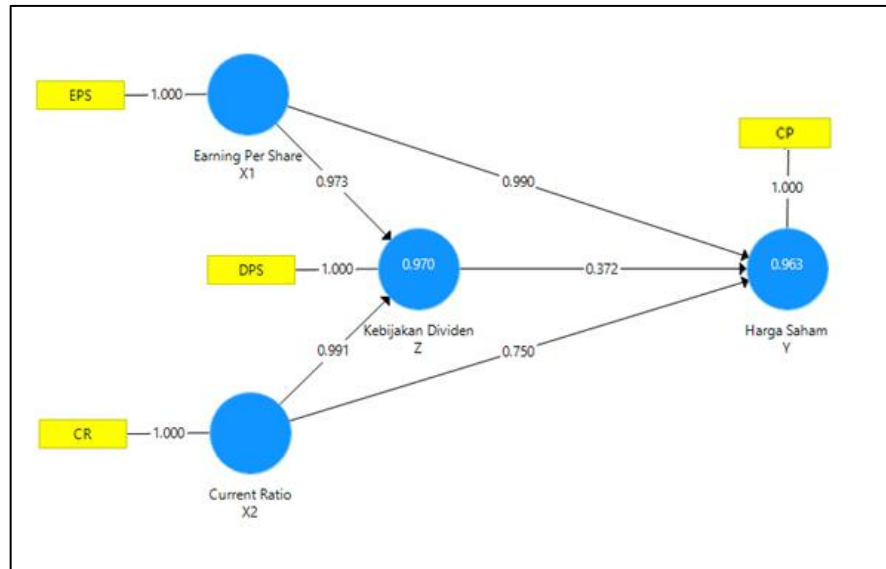 EPS
1.000
Earning Per Share
X1
CP
1.000
0.973
0.990
DPS
1.000
0.970
0.372
0.963
Kebijakan Dividen
Z
Harga Saham
Y
0.991
0.750
CR
1.000
Current Ratio
X2